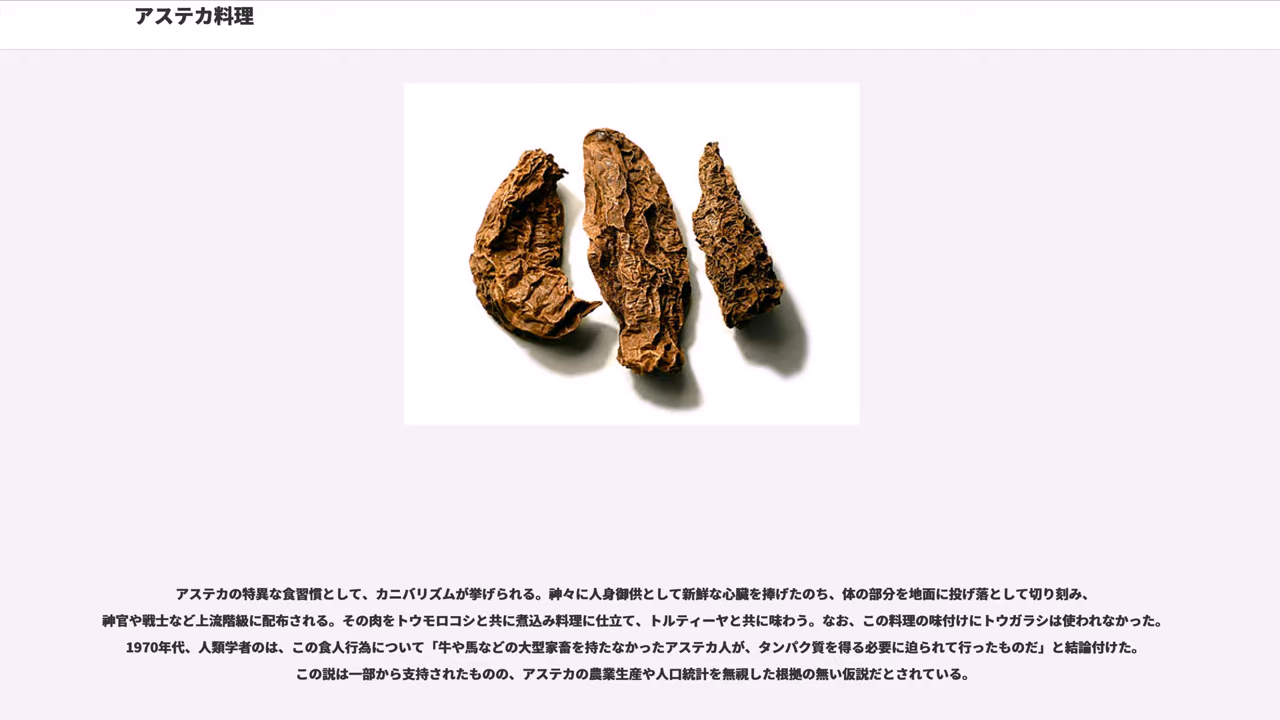 アステカ料理
アステカの特異な食習慣として、カニバリズムが挙げられる。神々に人身御供として新鮮な心臓を捧げたのち、体の部分を地面に投げ落として切り刻み、
神官や戦士など上流階級に配布される。その肉をトウモロコシと共に煮込み料理に仕立て、トルティーヤと共に味わう。なお、この料理の味付けにトウガラシは使われなかった。
1970年代、人類学者のは、この食人行為について「牛や馬などの大型家畜を持たなかったアステカ人が、タンパク質を得る必要に迫られて行ったものだ」と結論付けた。
この説は一部から支持されたものの、アステカの農業生産や人口統計を無視した根拠の無い仮説だとされている。